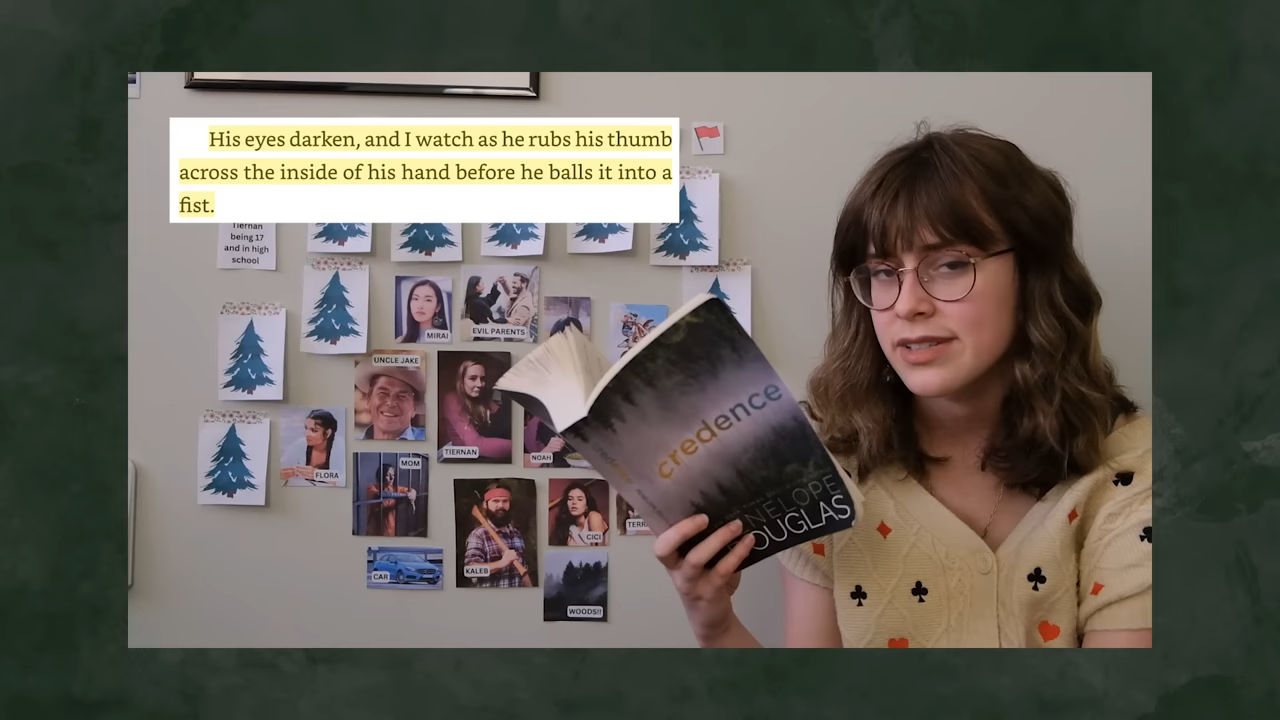 His eyes darken, and I watch as he rubs his thumb
across the inside of his hand before he balls it into a
fist.
Tiernan
being 17
and in high
school
MIRAI
EVIL PARENTS
UNCLE JAKE
TIERNAN
NOAH
FLORA
MOM
KALEB
CICI
CAR
WOODS!!
credence
DOUGLAS